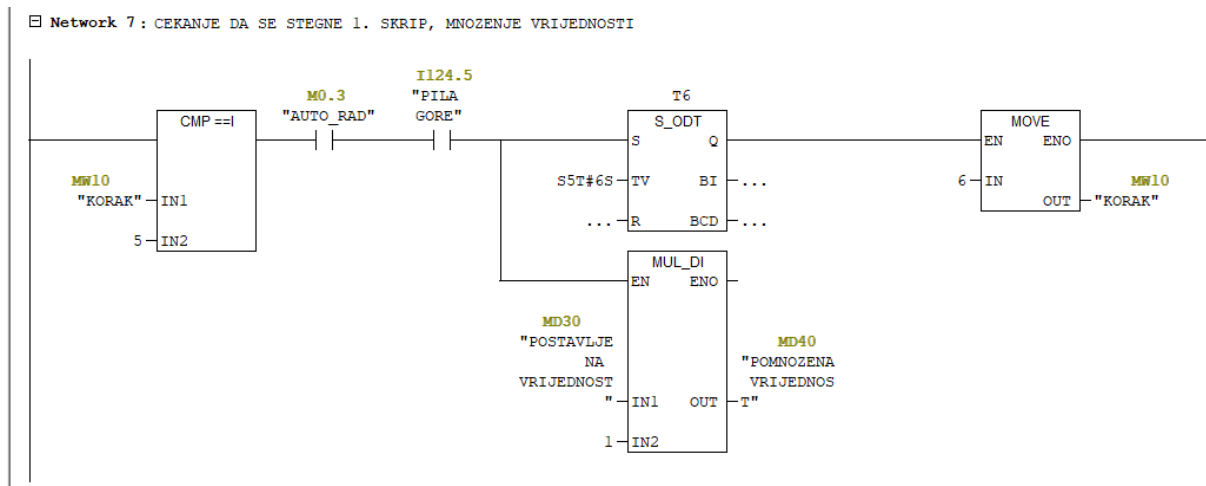 Network 7: CEKANJE DA SE STEGNE 1. SKRIP, MNOZENJE VRIJEDNOSTI
I124.5
M0.3 "PILA T6
CMP ==I "AUTO_RAD" GORE" S_ODT MOVE
S Q EN ENO
MW10 S5T#6S TV BI ... 6 IN MW10
"KORAK" IN1 OUT "KORAK"
... R BCD ...
5 IN2
MUL_DI
EN ENO
MD30 MD40
"POSTAVLJE "POMNOZENA
NA VRIJEDNOS
VRIJEDNOST T"
" IN1 OUT
1 IN2